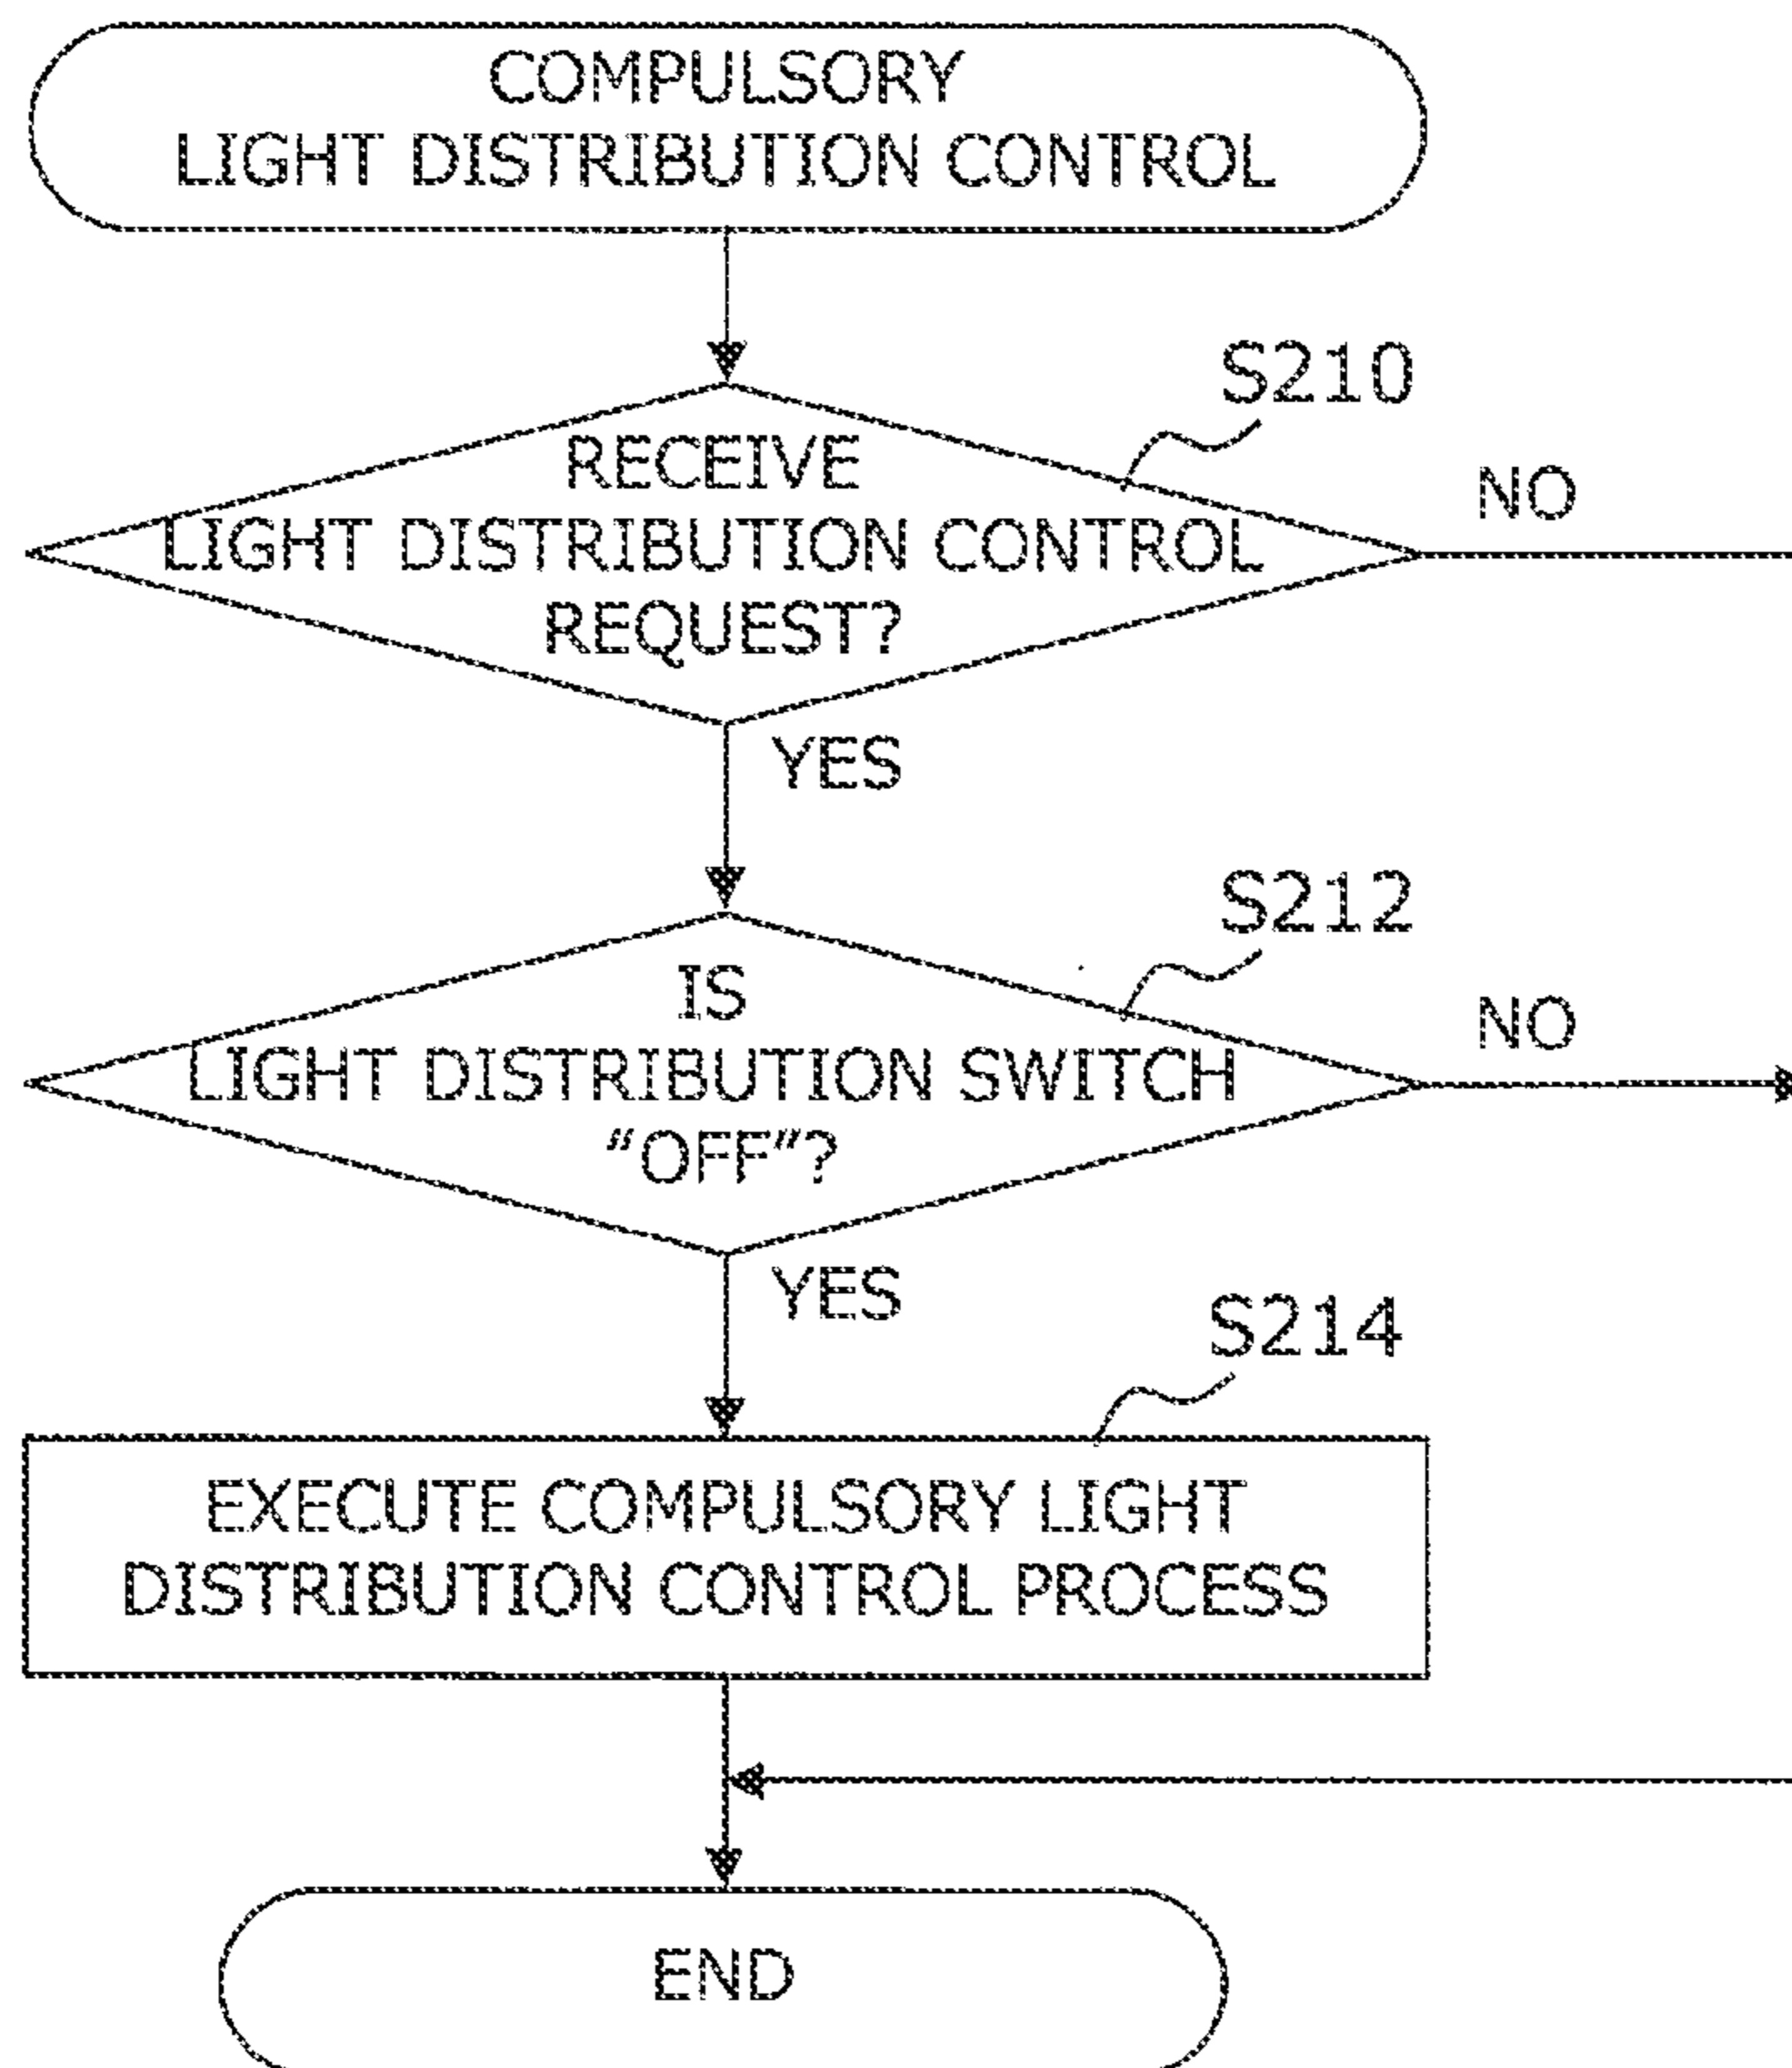 COMPULSORY
LIGHT DISTRIBUTION CONTROL
S210
RECEIVE
LIGHT DISTRIBUTION CONTROL
REQUEST?
NO
YES
S212
IS
LIGHT DISTRIBUTION SWITCH
“OFF”?
NO
YES
S214
EXECUTE COMPULSORY LIGHT
DISTRIBUTION CONTROL PROCESS
END